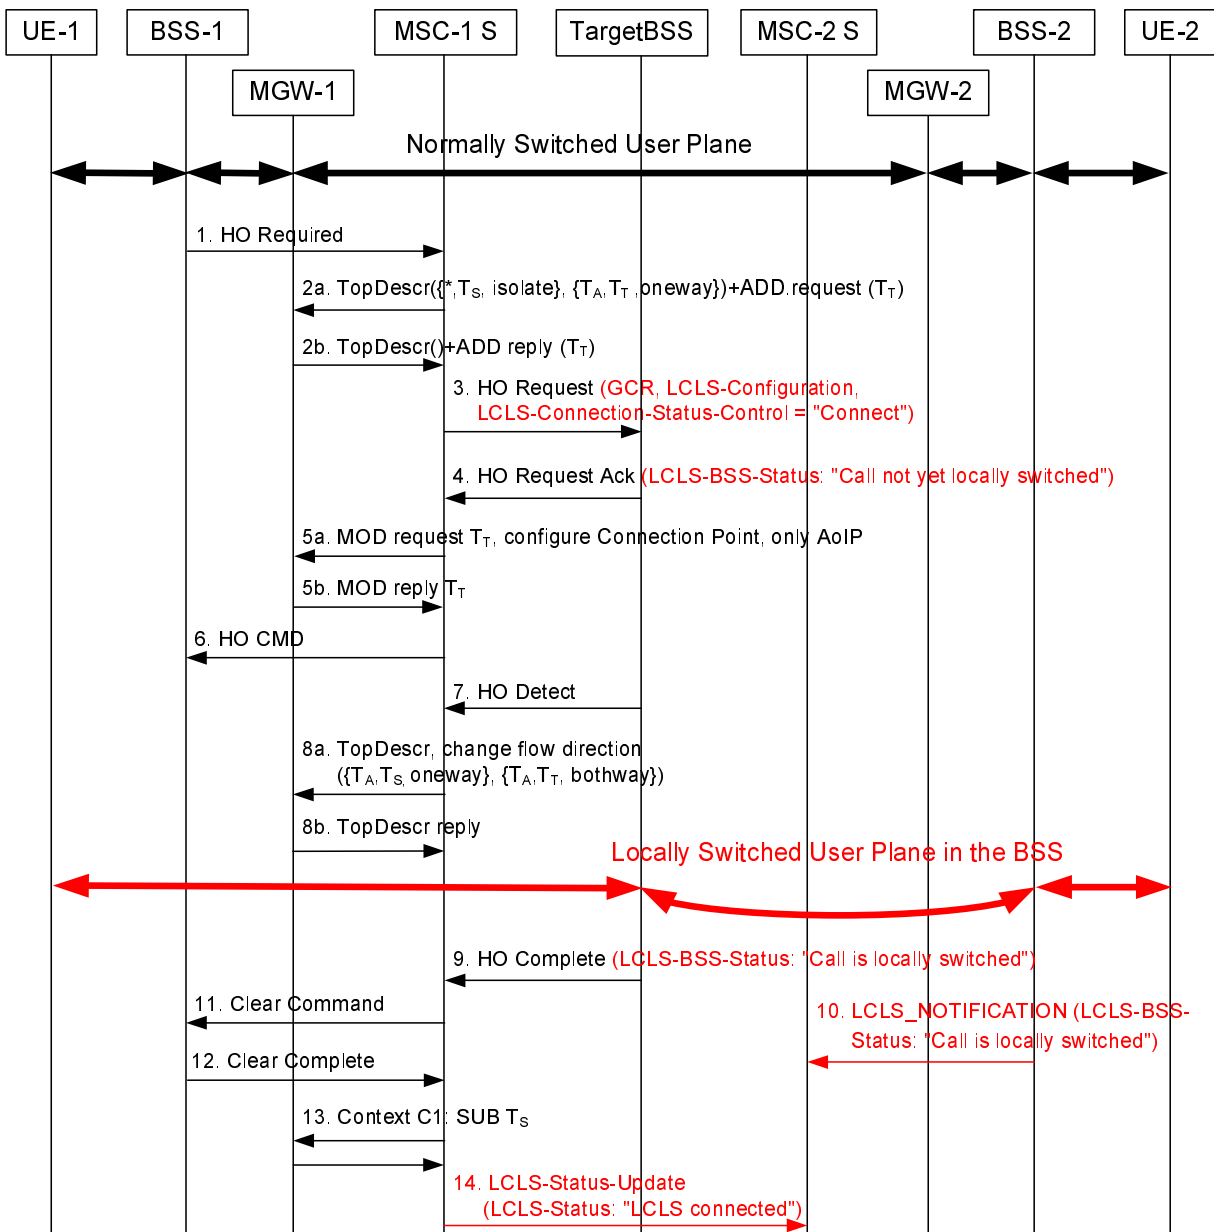 UE-1
BSS-1
MSC-1 S
TargetBSS
MSC-2 S
BSS-2
UE-2
MGW-1
MGW-2
Normally Switched User Plane
1. HO Required
2a. TopDescr({*,TS, isolate}, {TA,TT ,oneway})+ADD.request (TT)
2b. TopDescr()+ADD reply (TT)
3. HO Request (GCR, LCLS-Configuration,
LCLS-Connection-Status-Control = "Connect")
4. HO Request Ack (LCLS-BSS-Status: "Call not yet locally switched")
5a. MOD request TT, configure Connection Point, only AoIP
5b. MOD reply TT
6. HO CMD
7. HO Detect
8a. TopDescr, change flow direction
({TA,TS, oneway}, {TA,TT, bothway})
8b. TopDescr reply
Locally Switched User Plane in the BSS
9. HO Complete (LCLS-BSS-Status: "Call is locally switched")
11. Clear Command
10. LCLS_NOTIFICATION (LCLS-BSS-
Status: "Call is locally switched")
12. Clear Complete
13. Context C1: SUB TS
14. LCLS-Status-Update
(LCLS-Status: "LCLS connected")